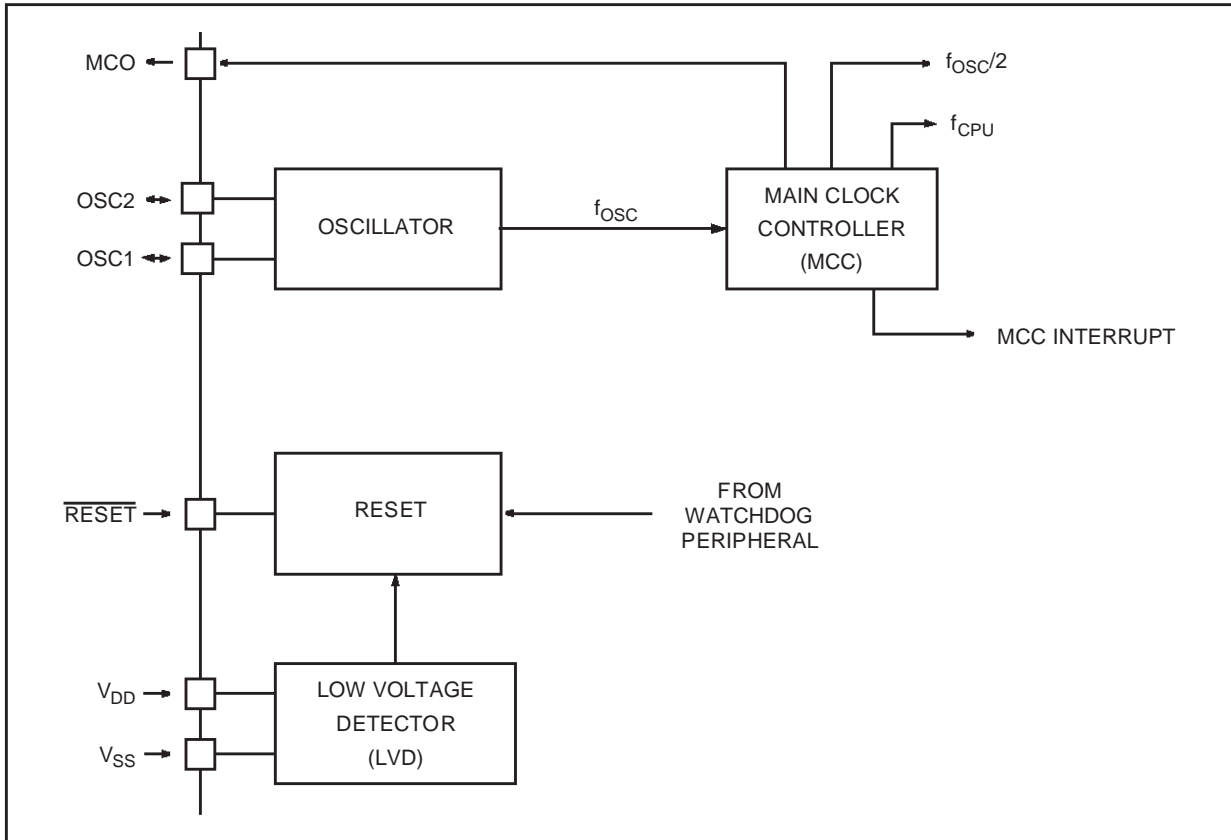 MCO
fOSC/2
fCPU
OSC2
OSC1
OSCILLATOR
fOSC
MAIN CLOCK
CONTROLLER
(MCC)
MCC INTERRUPT
RESET
RESET
FROM
WATCHDOG
PERIPHERAL
VDD
VSS
LOW VOLTAGE
DETECTOR
(LVD)